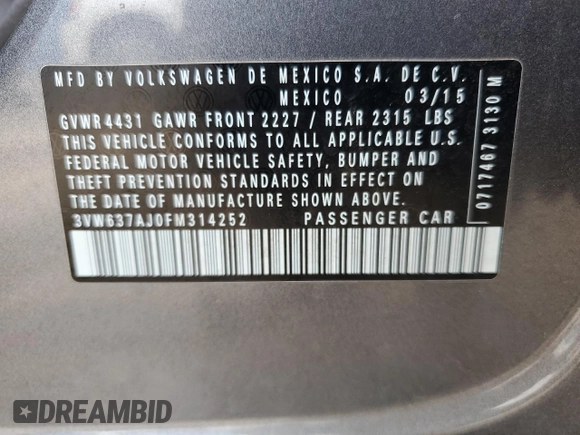 MFD BY VOLKSWAGEN DE MEXICO S.A. DE C.V.
MEXICO 03/15
GVWR 4431 GAWR FRONT 2227 / REAR 2315 LBS
THIS VEHICLE CONFORMS TO ALL APPLICABLE U.S.
FEDERAL MOTOR VEHICLE SAFETY, BUMPER AND
THEFT PREVENTION STANDARDS IN EFFECT ON
THE DATE OF MANUFACTURE SHOWN ABOVE.
3VW637AJ0FM314252 PASSENGER CAR
0717467 3130 M
DREAMBID